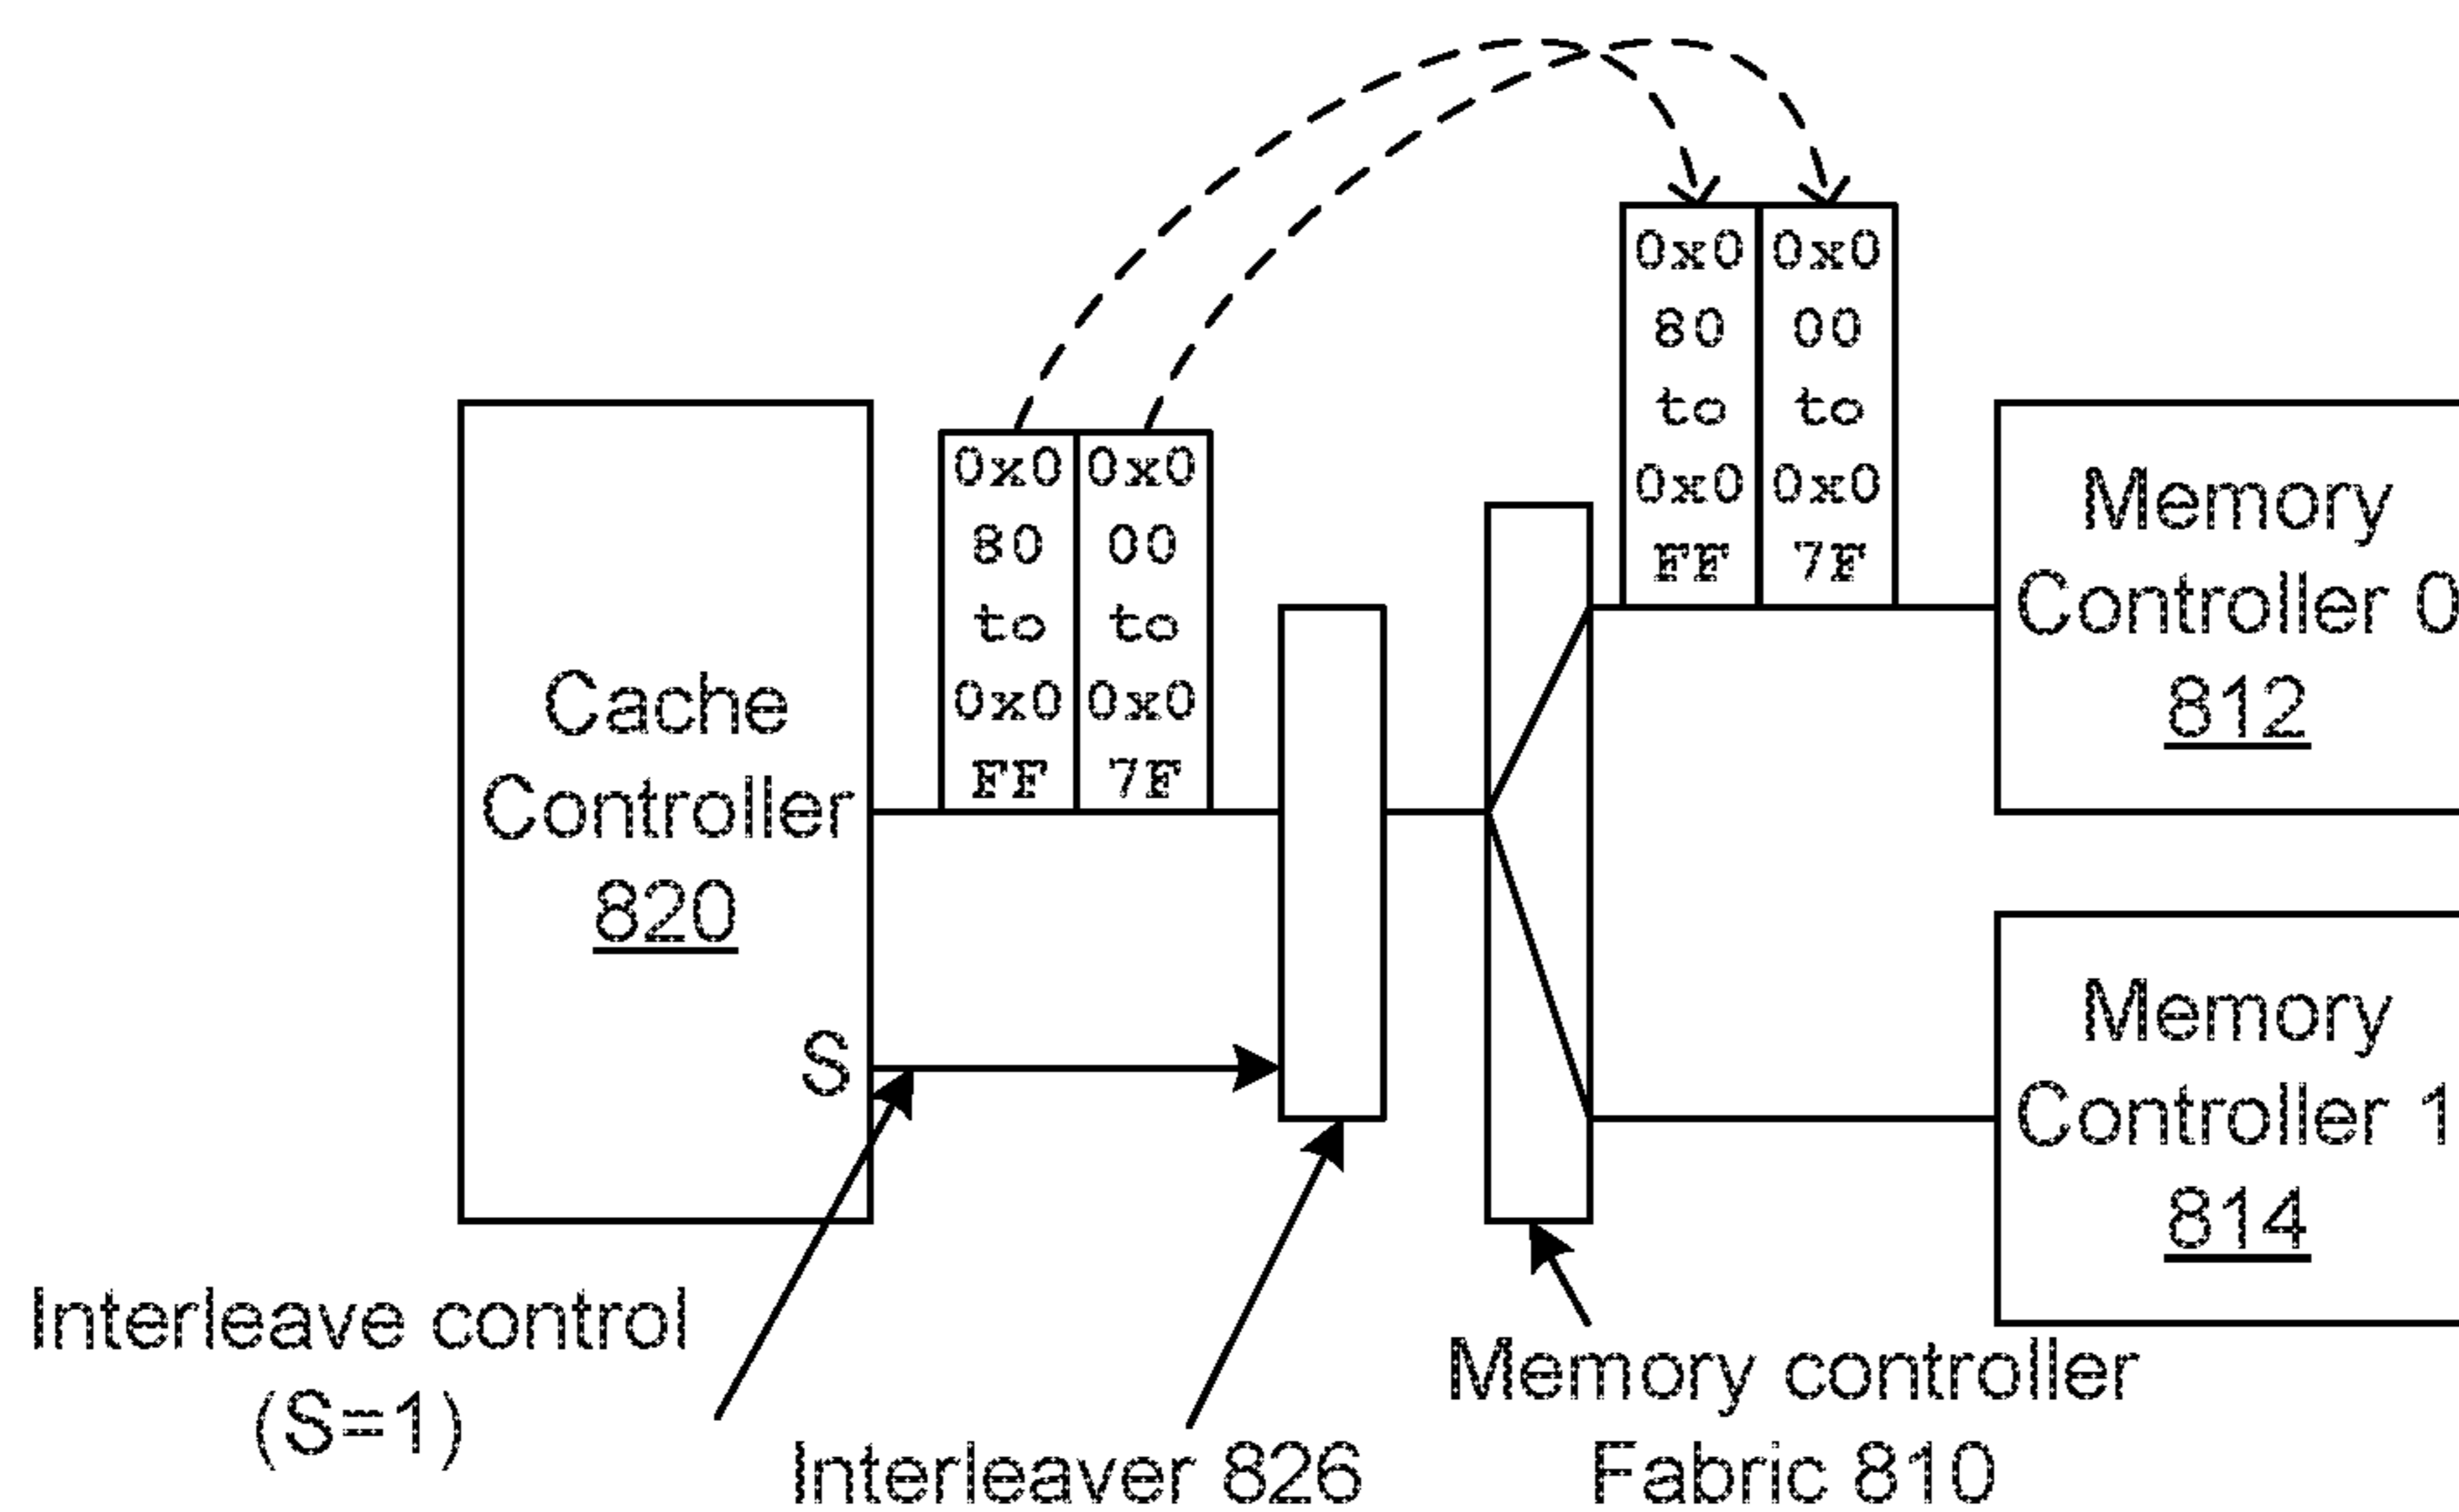 0x0 0x0
80 00
to to
0x0 0x0
FF 7F
Cache
Controller
820
S
0x0 0x0
80 00
to to
0x0 0x0
FF 7F
Memory
Controller 0
812
Memory
Controller 1
814
Interleave control
(S=1)
Interleaver 826
Memory controller
Fabric 810